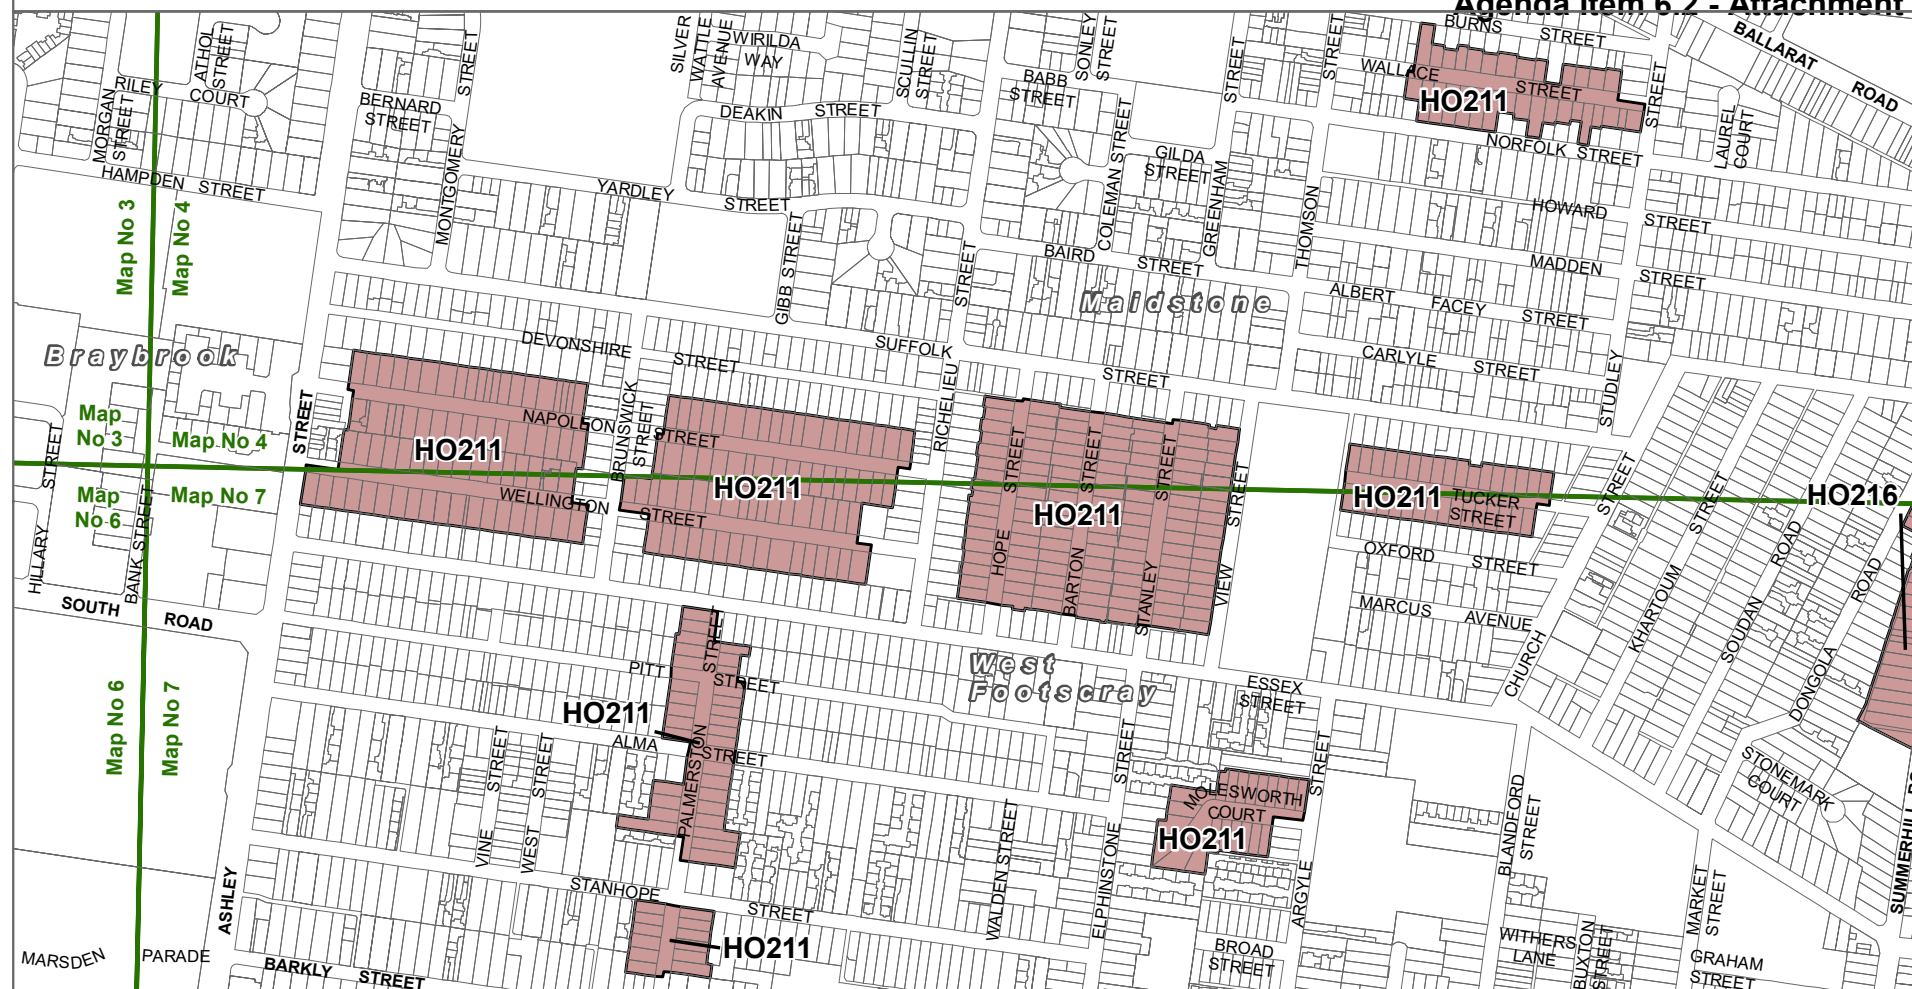 Agenda Item 6.2 - Attachment
BURNS STREET
BALLARAT ROAD
SILVER WATTLE AVENUE
WIRILDA WAY
SCULLIN STREET
SONLEY STREET
ATHOL STREET
RILEY COURT
MORGAN STREET
BERNARD STREET
STREET
DEAKIN STREET
BABB STREET
STREET
STREET
WALLACE STREET
HO211
STREET
LAUREL COURT
NORFOLK STREET
HAMPDEN STREET
MONTGOMERY
YARDLEY STREET
COLEMAN STREET
GILDA STREET
GREENHAM
THOMSON
HOWARD STREET
Map No 3
Map No 4
GIBB STREET
STREET
BAIRD STREET
MADDEN STREET
Maidstone
ALBERT FACEY STREET
Braybrook
DEVONSHIRE STREET
SUFFOLK STREET
CARLYLE STREET
STUDLEY
RICHELIEU
BRUNSWICK STREET
NAPOLEON STREET
STREET
STREET
Map
No 3
Map No 4
HO211
HO211
HO211
HO211
HO216
STREET
STREET
STREET
STREET
TUCKER STREET
STREET
Map
No 6
Map No 7
WELLINGTON STREET
HILLARY
BANK STREET
HOPE
BARTON
STANLEY
VIEW
STREET
OXFORD STREET
KHARTOUM STREET
SOUDAN ROAD
DONGOLA ROAD
SOUTH ROAD
MARCUS AVENUE
CHURCH
PITT STREET
STREET
West
Footscray
ESSEX STREET
Map No 6
Map No 7
HO211
ALMA STREET
PALMERSTON
VINE STREET
WEST STREET
STREET
STREET
MOLESWORTH COURT
HO211
STONEMARK COURT
BLANDFORD STREET
WALDEN STREET
ELPHINSTONE
ARGYLE
MARKET STREET
SUMMERHILL
ASHLEY
STANHOPE STREET
HO211
BROAD STREET
WITHERS LANE
BUXTON STREET
GRAHAM STREET
MARSDEN PARADE
BARKLY STREET